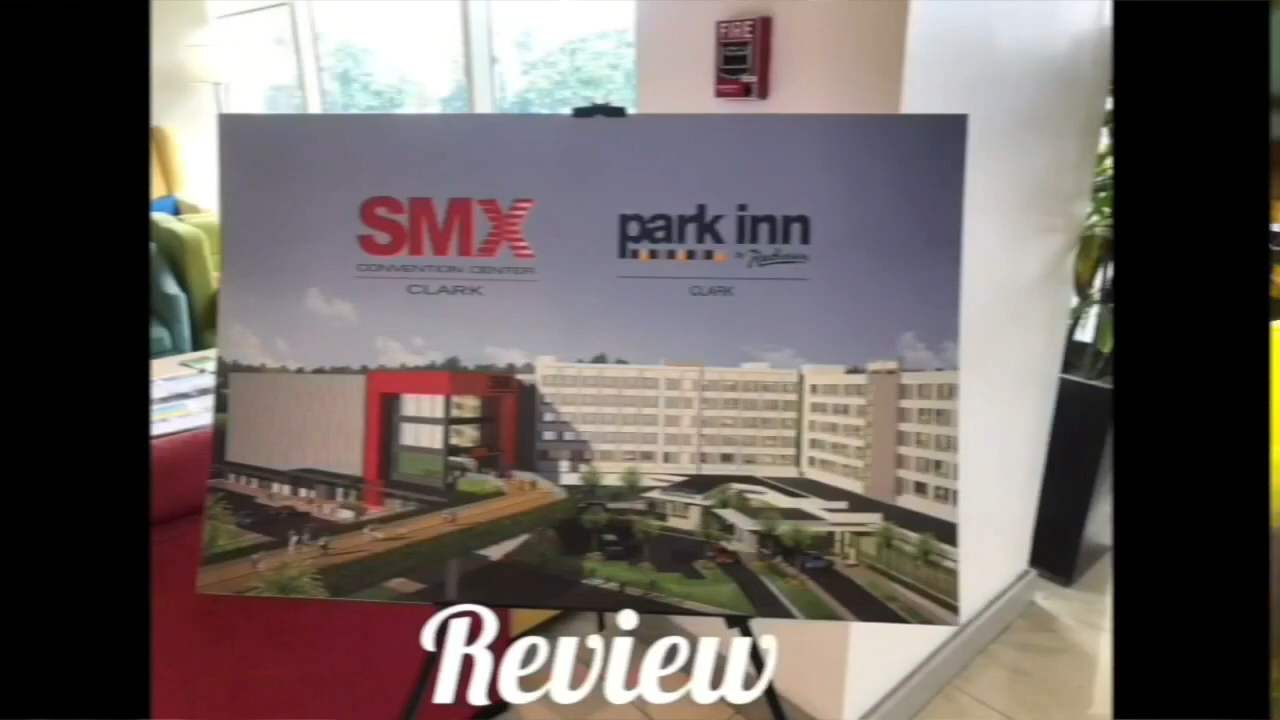 FIRE
SMX
CONVENTION CENTER
CLARK
park inn
by Radisson
CLARK
Review